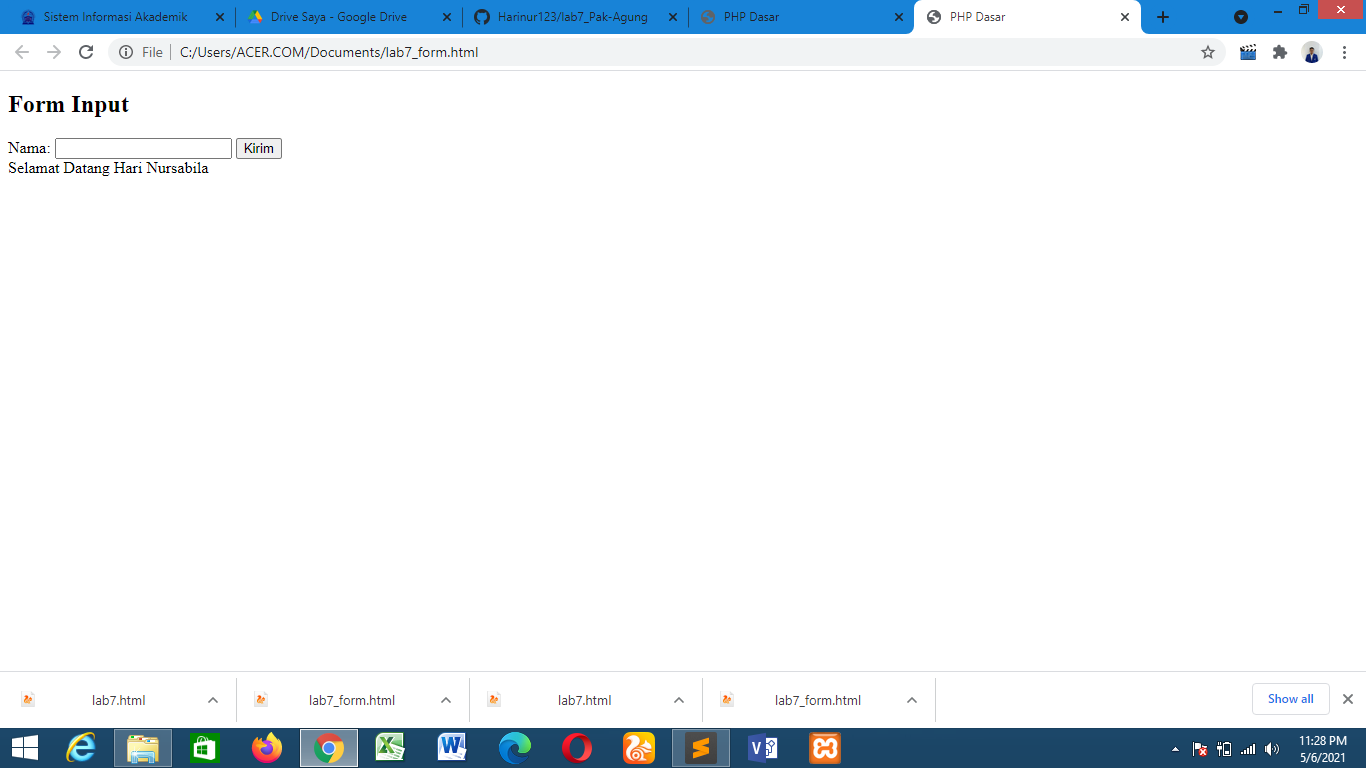 Sistem Informasi Akademik
Drive Saya - Google Drive
Harinur123/lab7_Pak-Agung
PHP Dasar
PHP Dasar
File
C:/Users/ACER.COM/Documents/lab7_form.html
Form Input
Nama:
Kirim
Selamat Datang Hari Nursabila
lab7.html
lab7_form.html
lab7.html
lab7_form.html
Show all
11:28 PM
5/6/2021